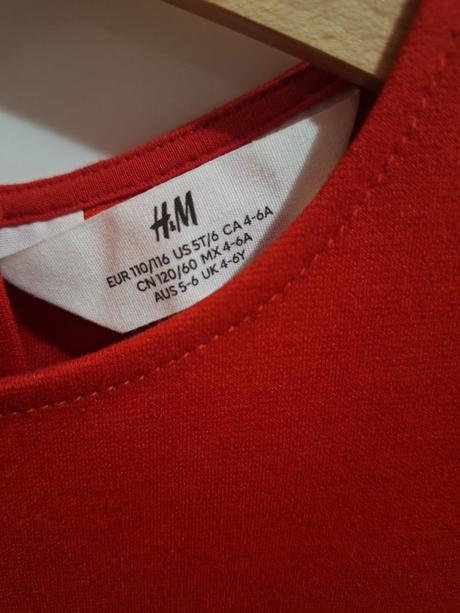 H&M
EUR 110/116 US 5T/6 CA 4-6A
CN 120/60 MX 4-6A
AUS 5-6 UK 4-6Y